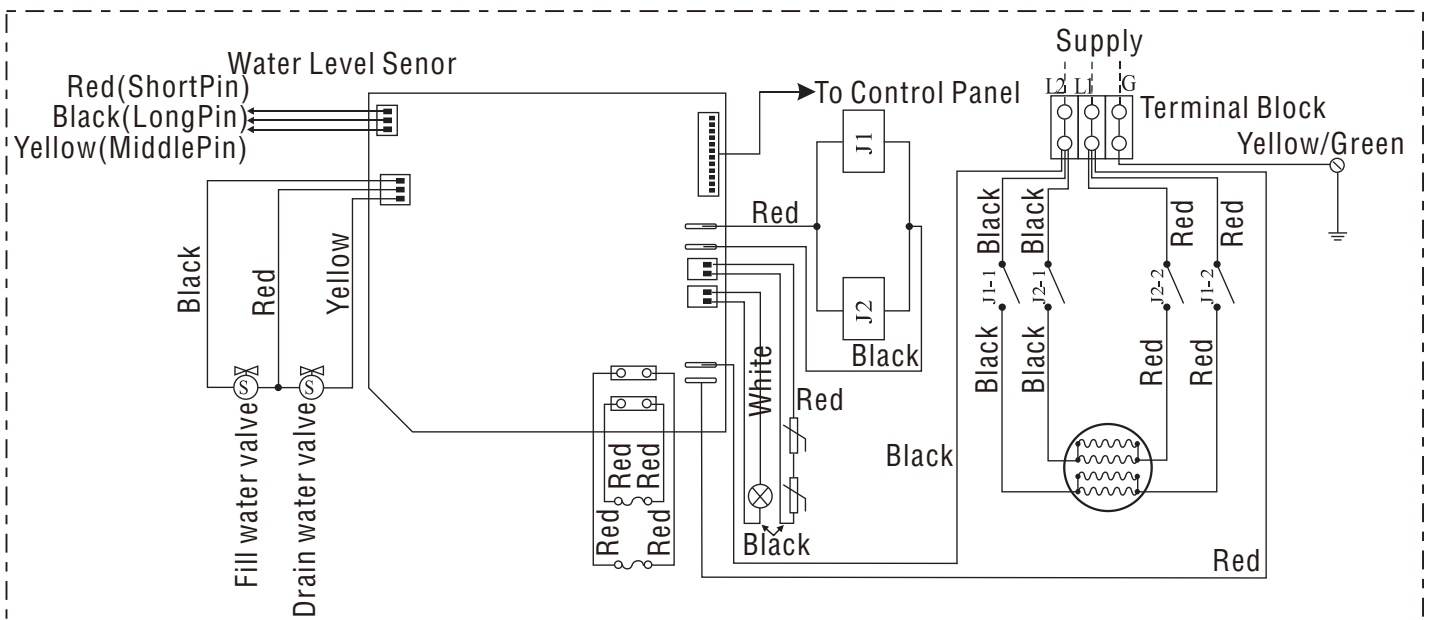 Supply
Water Level Senor
Red(ShortPin)
Black(LongPin)
Yellow(MiddlePin)
To Control Panel
L2
L1
G
Terminal Block
Yellow/Green
J1
Red
J2
Black
Black
Red
Yellow
Black
Black
Red
Red
J1-1
J2-1
J2-2
J1-2
Black
Black
Red
Red
S
S
Fill water valve
Drain water valve
White
Red
Red
Red
Red
Red
Black
Black
Red